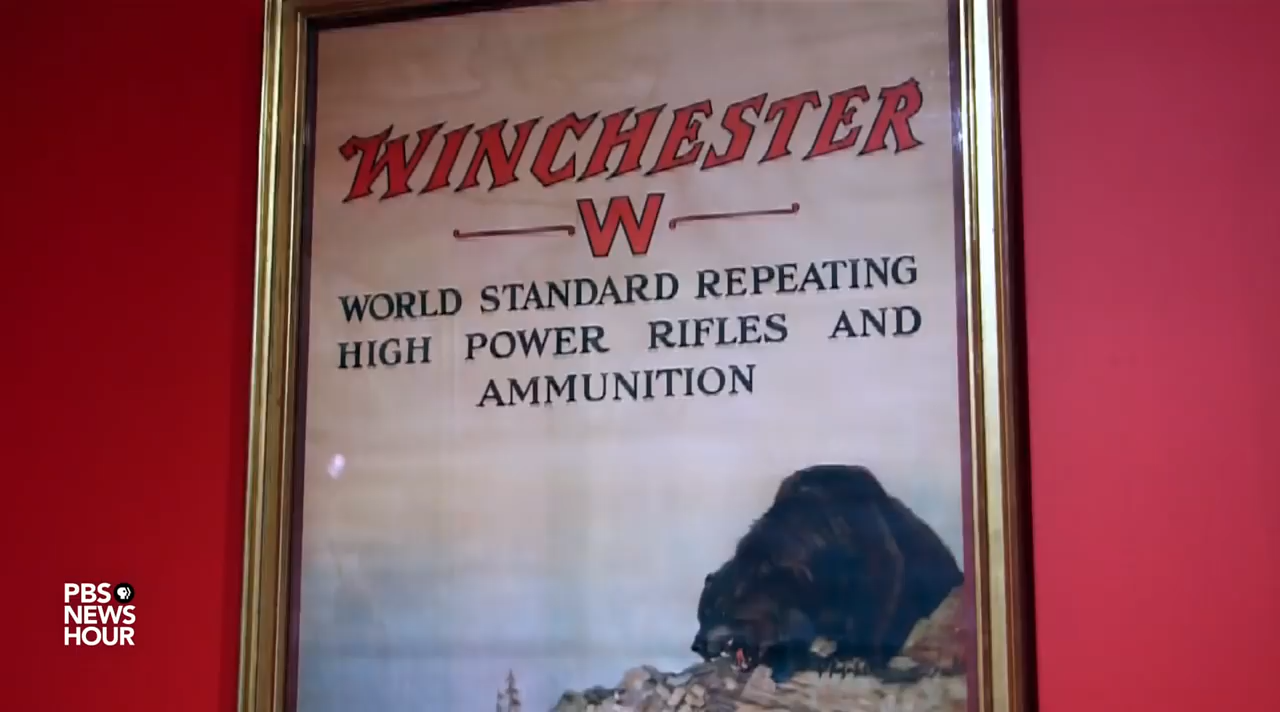 WINCHESTER
W
WORLD STANDARD REPEATING
HIGH POWER RIFLES AND
AMMUNITION
PBS
NEWS
HOUR